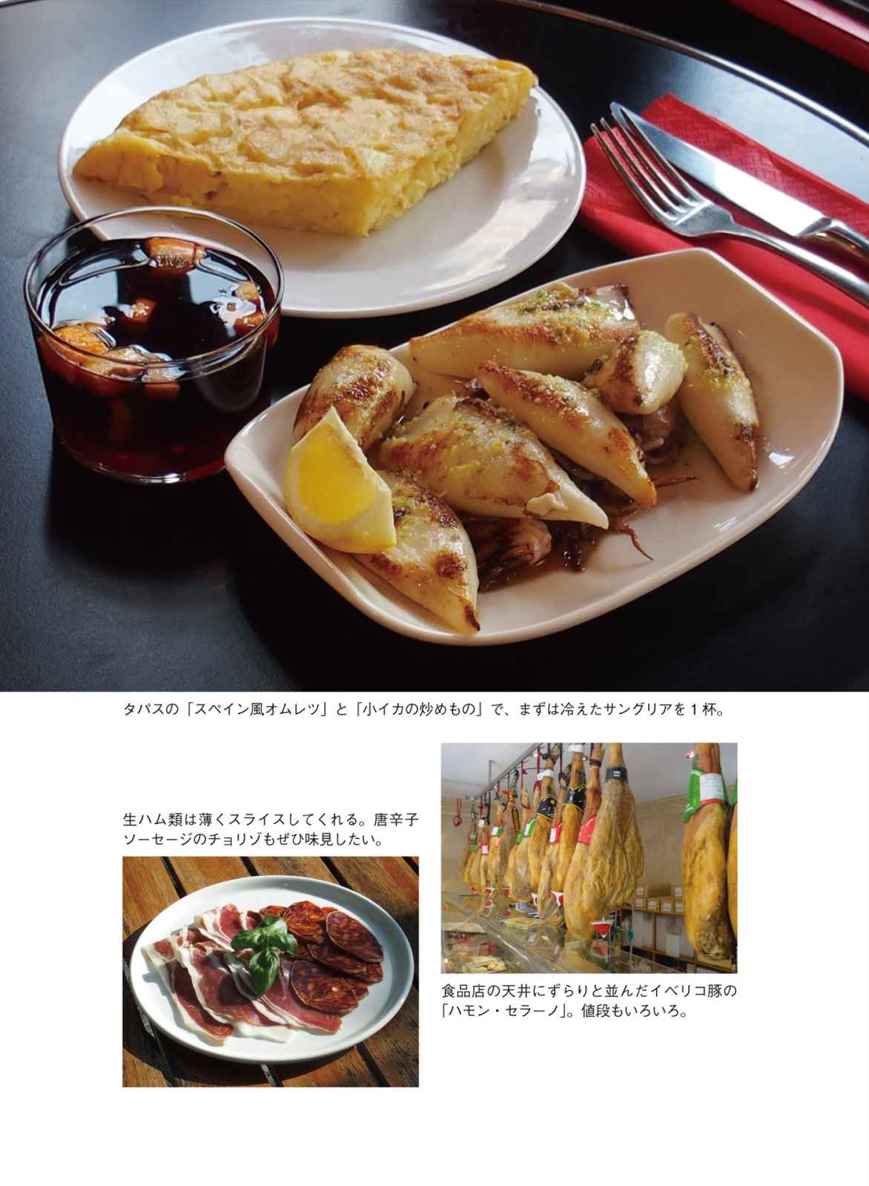 タパスの「スペイン風オムレツ」と「小イカの炒めもの」で、まずは冷えたサングリアを1杯。
生ハム類は薄くスライスしてくれる。唐辛子
ソーセージのチョリソもぜひ味見したい。
食品店の天井にずらりと並んだイベリコ豚の
「ハモン・セラーノ」。値段もいろいろ。